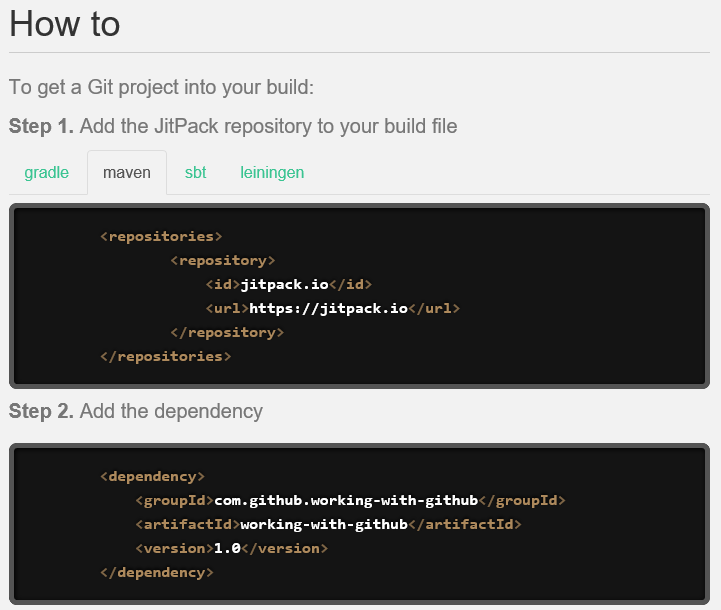 How to
To get a Git project into your build:
Step 1. Add the JitPack repository to your build file
gradle maven sbt leiningen
<repositories>
<repository>
<id>jitpack.io</id>
<url>https://jitpack.io</url>
</repository>
</repositories>
Step 2. Add the dependency
<dependency>
<groupId>com.github.working-with-github</groupId>
<artifactId>working-with-github</artifactId>
<version>1.0</version>
</dependency>